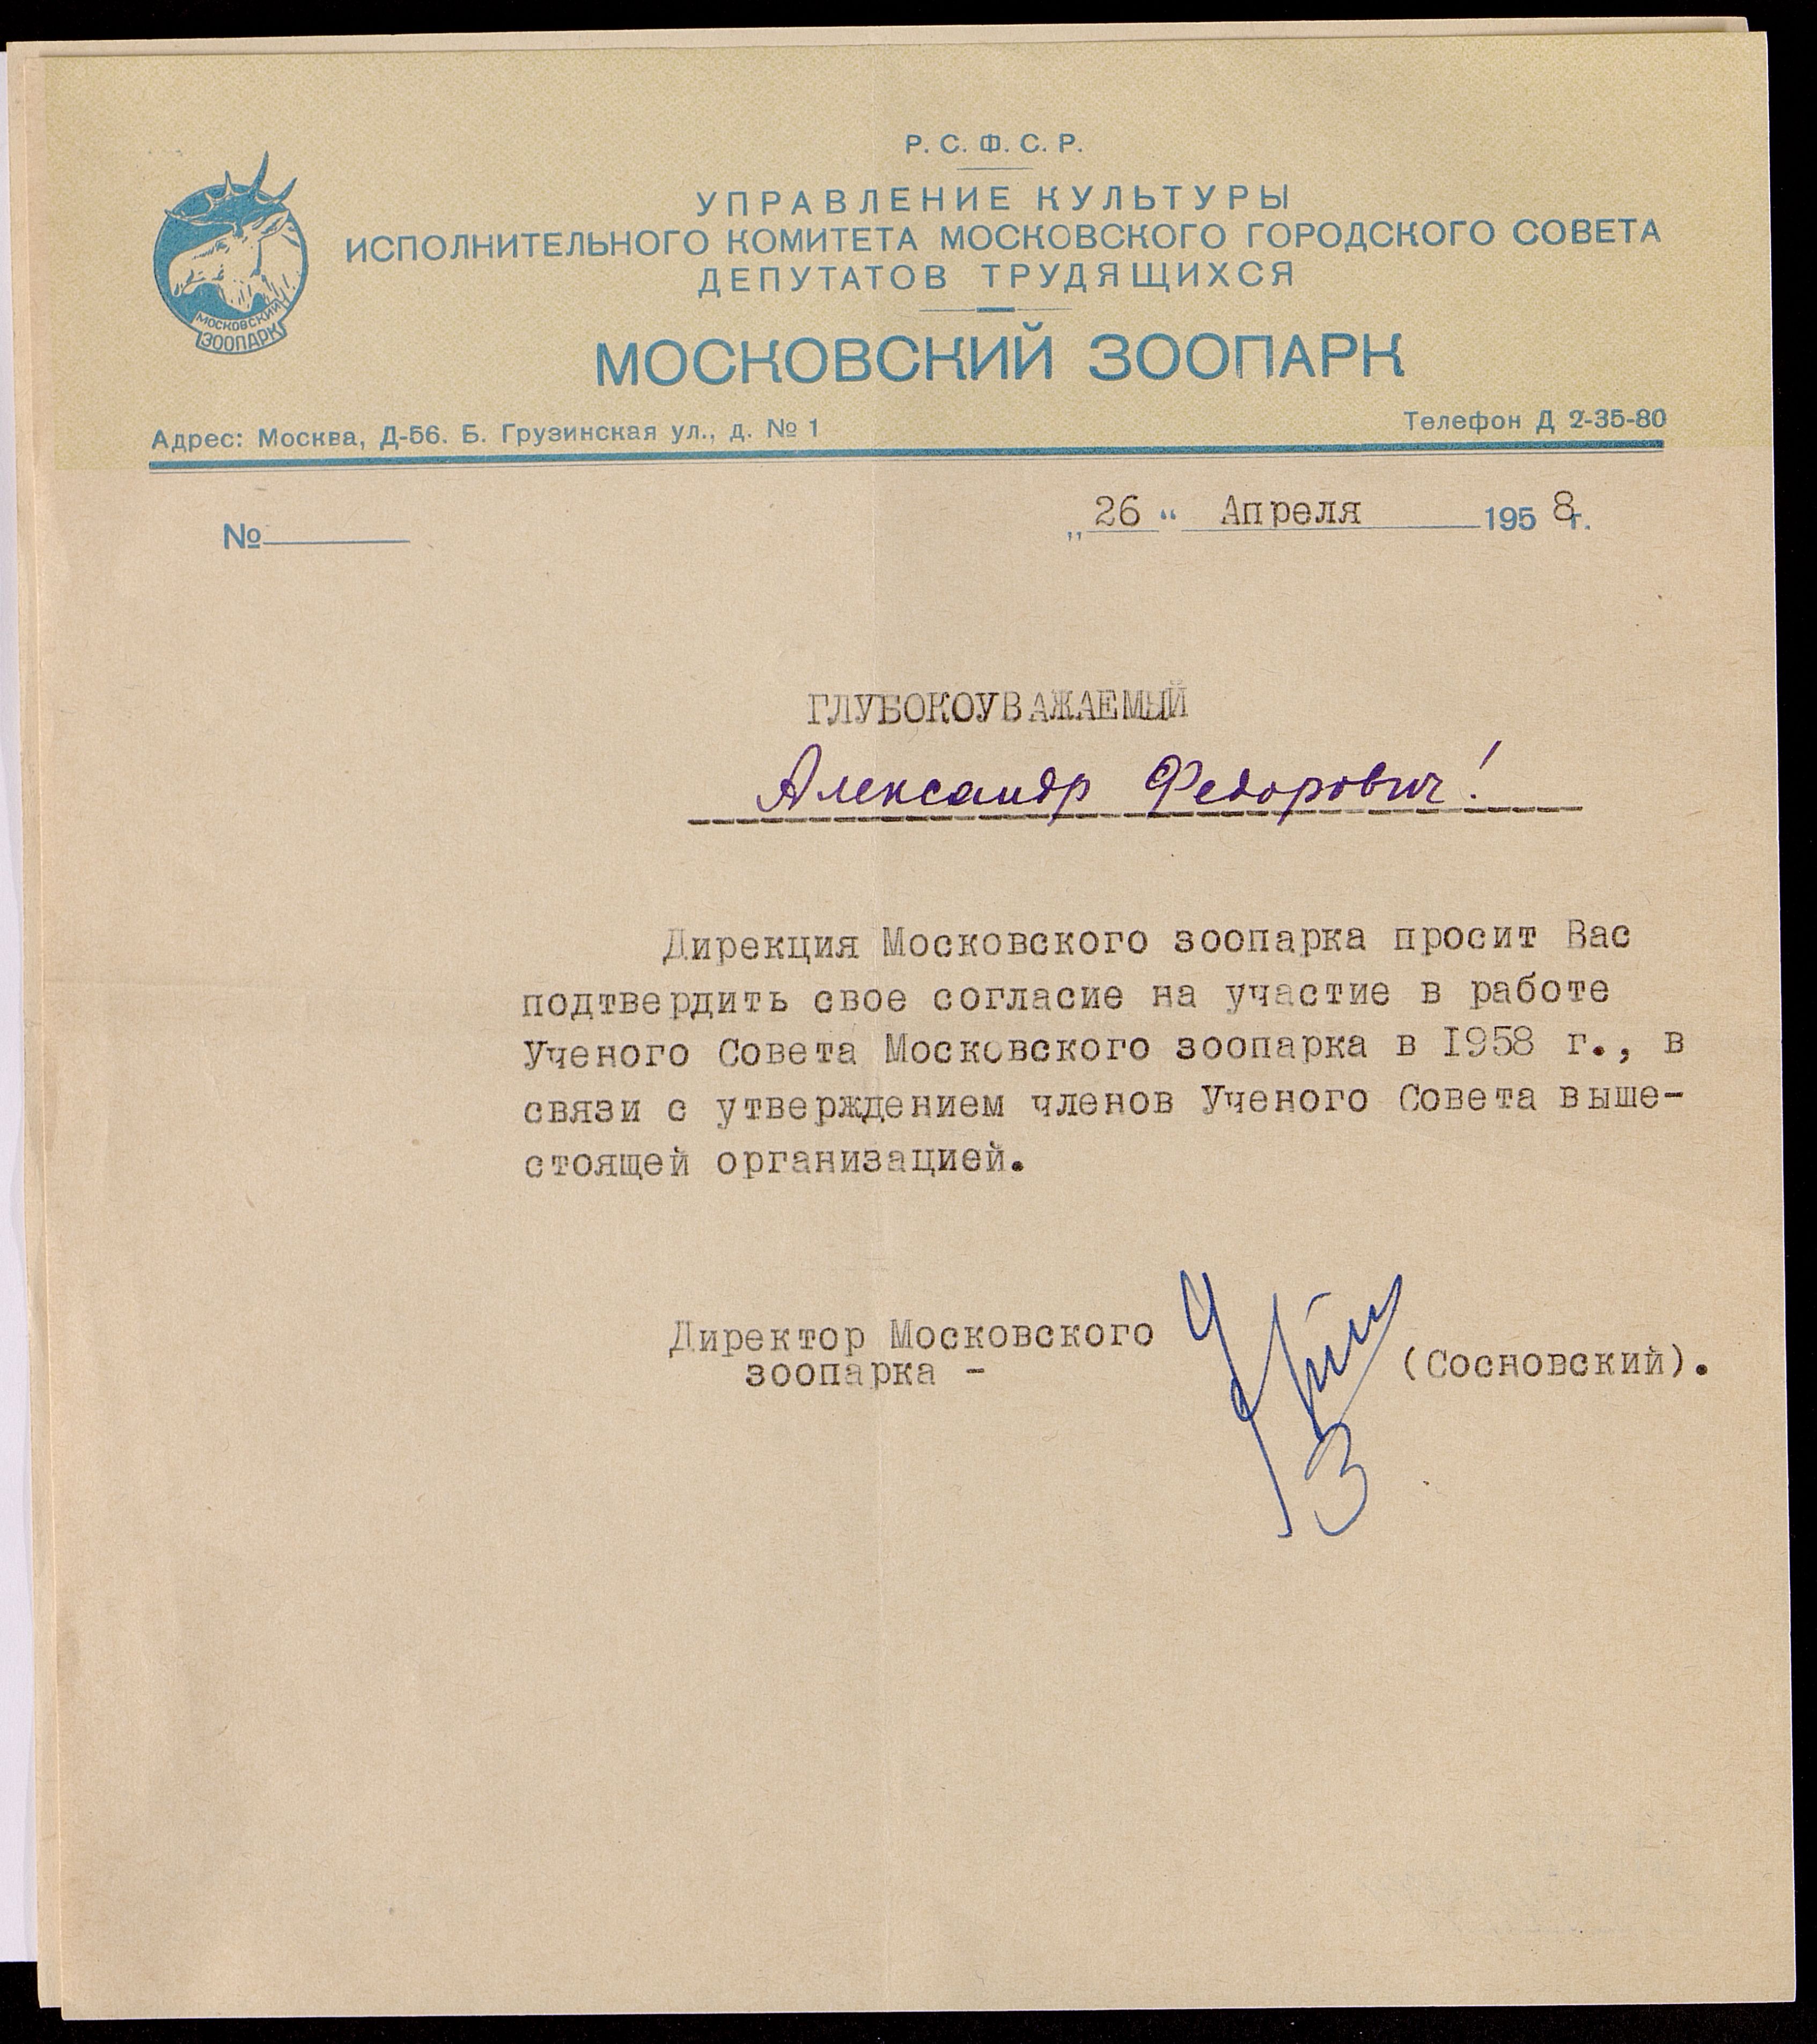 Р. С. Ф. С. Р.
УПРАВЛЕНИЕ КУЛЬТУРЫ
ИСПОЛНИТЕЛЬНОГО КОМИТЕТА МОСКОВСКОГО ГОРОДСКОГО СОВЕТА
ДЕПУТАТОВ ТРУДЯЩИХСЯ
МОСКОВСКИЙ
ЗООПАРК
МОСКОВСКИЙ ЗООПАРК
Адрес: Москва, Д-56. Б. Грузинская ул., д. № 1 Телефон Д 2-35-80
№ „26“ Апреля 1958г.
ГЛУБОКОУВАЖАЕМЫЙ
Александр Федорович!
Дирекция Московского зоопарка просит Вас
подтвердить свое согласие на участие в работе
Ученого Совета Московского зоопарка в 1958 г., в
связи с утверждением членов Ученого Совета выше-
стоящей организацией.
Директор Московского
зоопарка - (Сосновский).